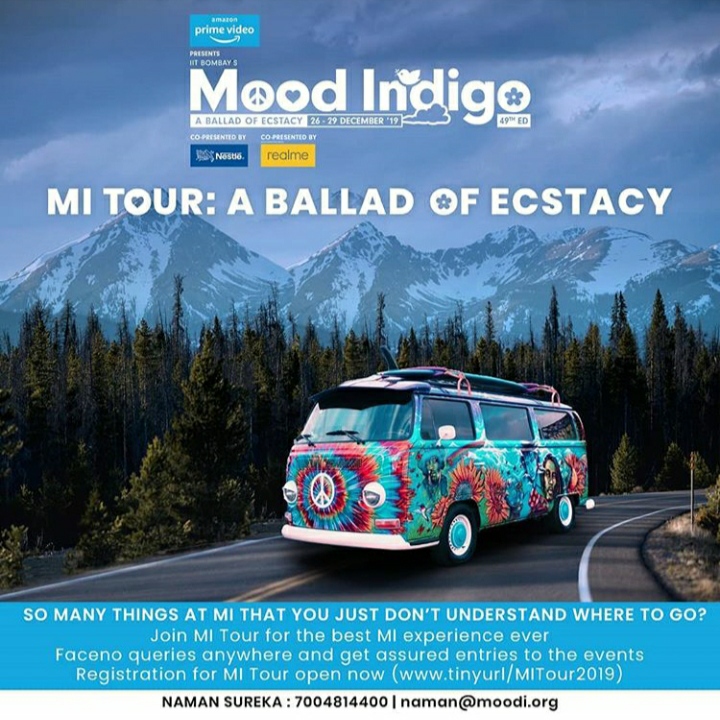 amazon
prime video
PRESENTS
IIT BOMBAY'S
Mood Indigo
A BALLAD OF ECSTACY 26 - 29 DECEMBER '19 49TH ED
CO-PRESENTED BY CO-PRESENTED BY
Nestlé. realme
MI TOUR: A BALLAD OF ECSTACY
SO MANY THINGS AT MI THAT YOU JUST DON'T UNDERSTAND WHERE TO GO?
Join MI Tour for the best MI experience ever
Faceno queries anywhere and get assured entries to the events
Registration for MI Tour open now (www.tinyurl/MITour2019)
NAMAN SUREKA : 7004814400 | naman@moodi.org